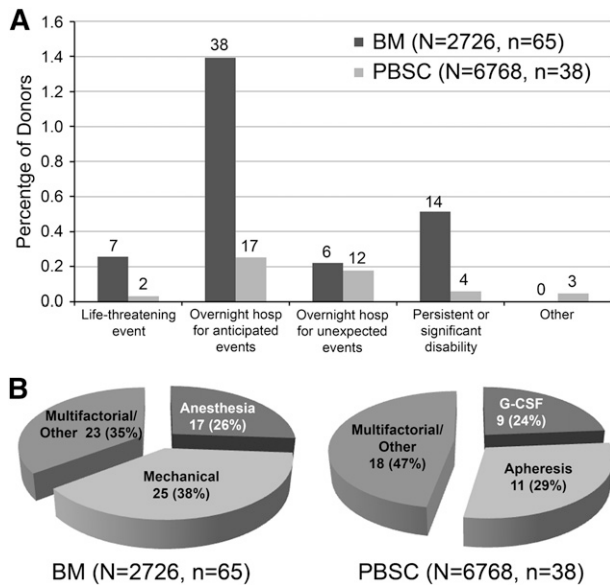 A
Percentge of Donors
1.6
1.4
1.2
1.0
0.8
0.6
0.4
0.2
0.0
BM (N=2726, n=65)
PBSC (N=6768, n=38)
7
2
38
17
6
12
14
4
0
3
Life-threatening
event
Overnight hosp
for anticipated
events
Overnight hosp
for unexpected
events
Persistent or
significant
disability
Other
B
Multifactorial/
Other 23 (35%)
Anesthesia
17 (26%)
Mechanical
25 (38%)
BM (N=2726, n=65)
Multifactorial/
Other
18 (47%)
G-CSF
9 (24%)
Apheresis
11 (29%)
PBSC (N=6768, n=38)